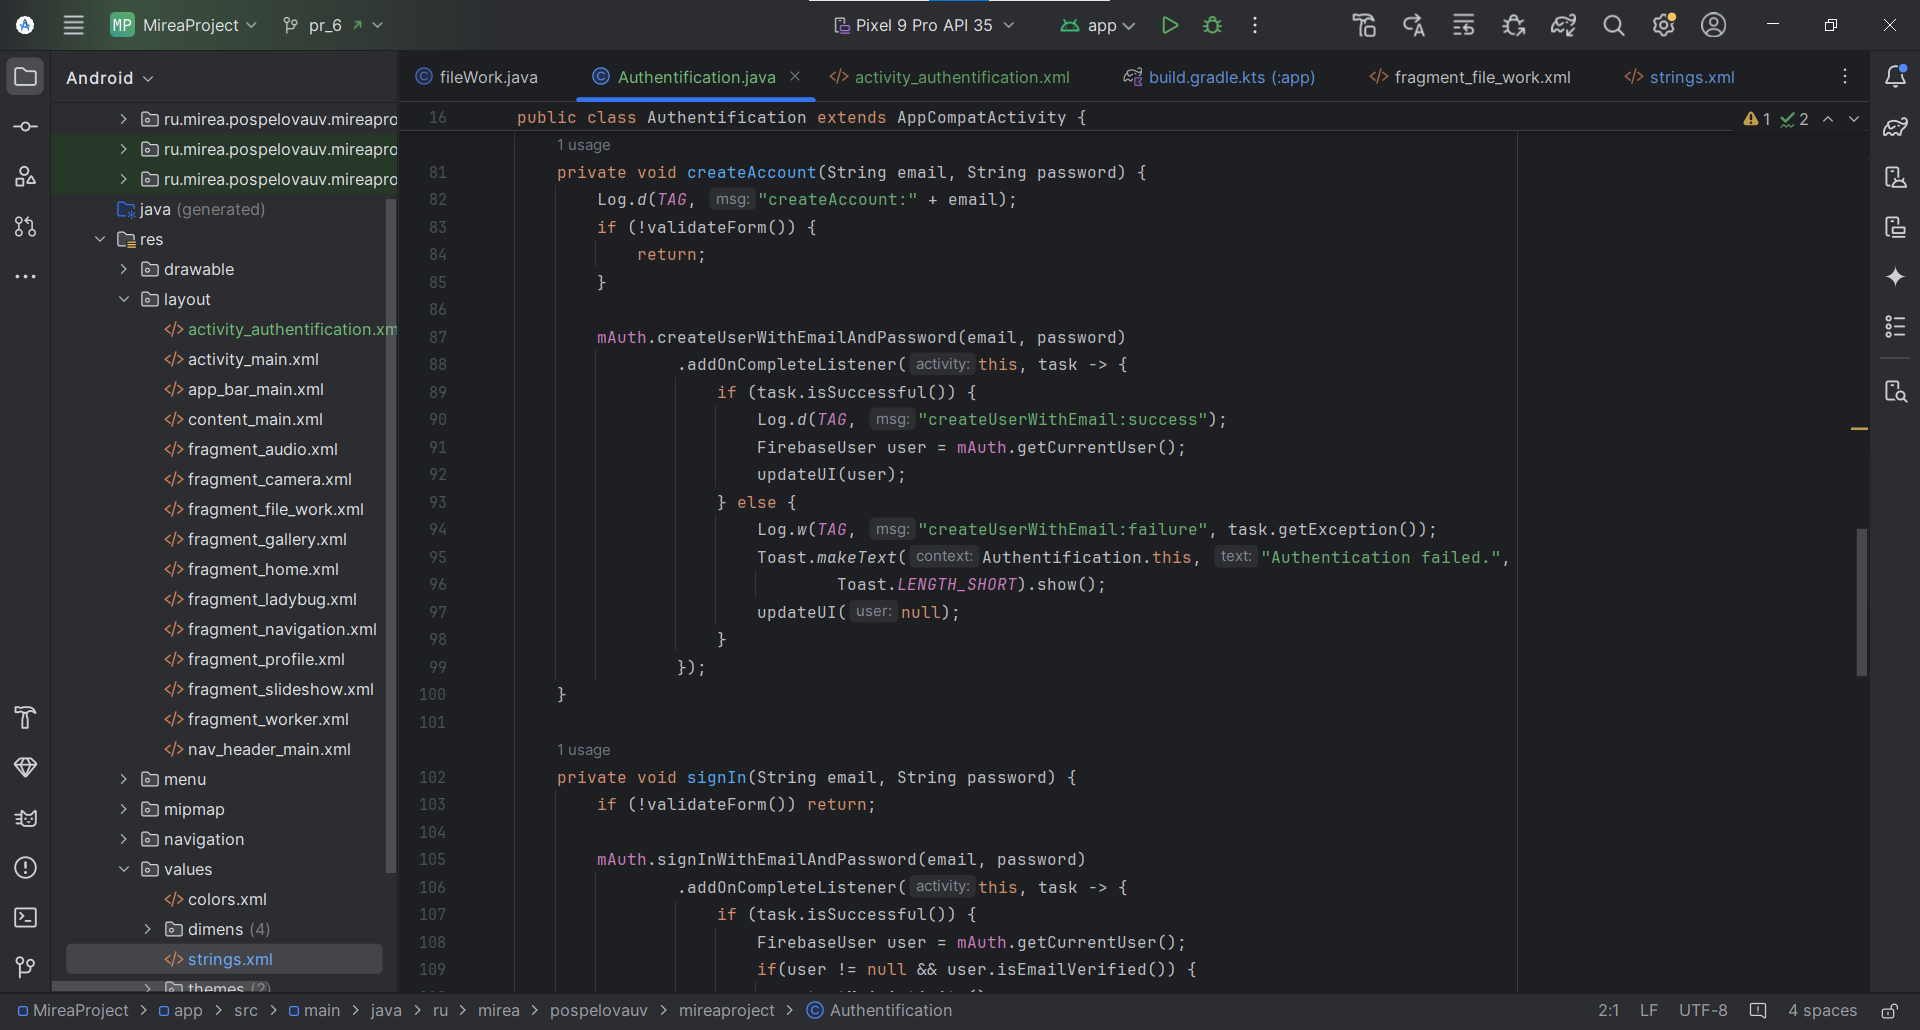 MP MireaProject pr_6 Pixel 9 Pro API 35 app
Android
fileWork.java Authentification.java activity_authentification.xml build.gradle.kts (:app) fragment_file_work.xml strings.xml
ru.mirea.pospelovauv.mireapro
ru.mirea.pospelovauv.mireapro
ru.mirea.pospelovauv.mireapro
java (generated)
res
drawable
layout
activity_authentification.xm
activity_main.xml
app_bar_main.xml
content_main.xml
fragment_audio.xml
fragment_camera.xml
fragment_file_work.xml
fragment_gallery.xml
fragment_home.xml
fragment_ladybug.xml
fragment_navigation.xml
fragment_profile.xml
fragment_slideshow.xml
fragment_worker.xml
nav_header_main.xml
menu
mipmap
navigation
values
colors.xml
dimens (4)
strings.xml
themes (2)
16 public class Authentification extends AppCompatActivity {
1 2
1 usage
81 private void createAccount(String email, String password) {
82 Log.d(TAG, msg: "createAccount:" + email);
83 if (!validateForm()) {
84 return;
85 }
86
87 mAuth.createUserWithEmailAndPassword(email, password)
88 .addOnCompleteListener( activity: this, task -> {
89 if (task.isSuccessful()) {
90 Log.d(TAG, msg: "createUserWithEmail:success");
91 FirebaseUser user = mAuth.getCurrentUser();
92 updateUI(user);
93 } else {
94 Log.w(TAG, msg: "createUserWithEmail:failure", task.getException());
95 Toast.makeText( context: Authentification.this, text: "Authentication failed.",
96 Toast.LENGTH_SHORT).show();
97 updateUI( user: null);
98 }
99 });
100 }
101
1 usage
102 private void signIn(String email, String password) {
103 if (!validateForm()) return;
104
105 mAuth.signInWithEmailAndPassword(email, password)
106 .addOnCompleteListener( activity: this, task -> {
107 if (task.isSuccessful()) {
108 FirebaseUser user = mAuth.getCurrentUser();
109 if(user != null && user.isEmailVerified()) {
MireaProject > app > src > main > java > ru > mirea > pospelovauv > mireaproject > Authentification
2:1 LF UTF-8 4 spaces